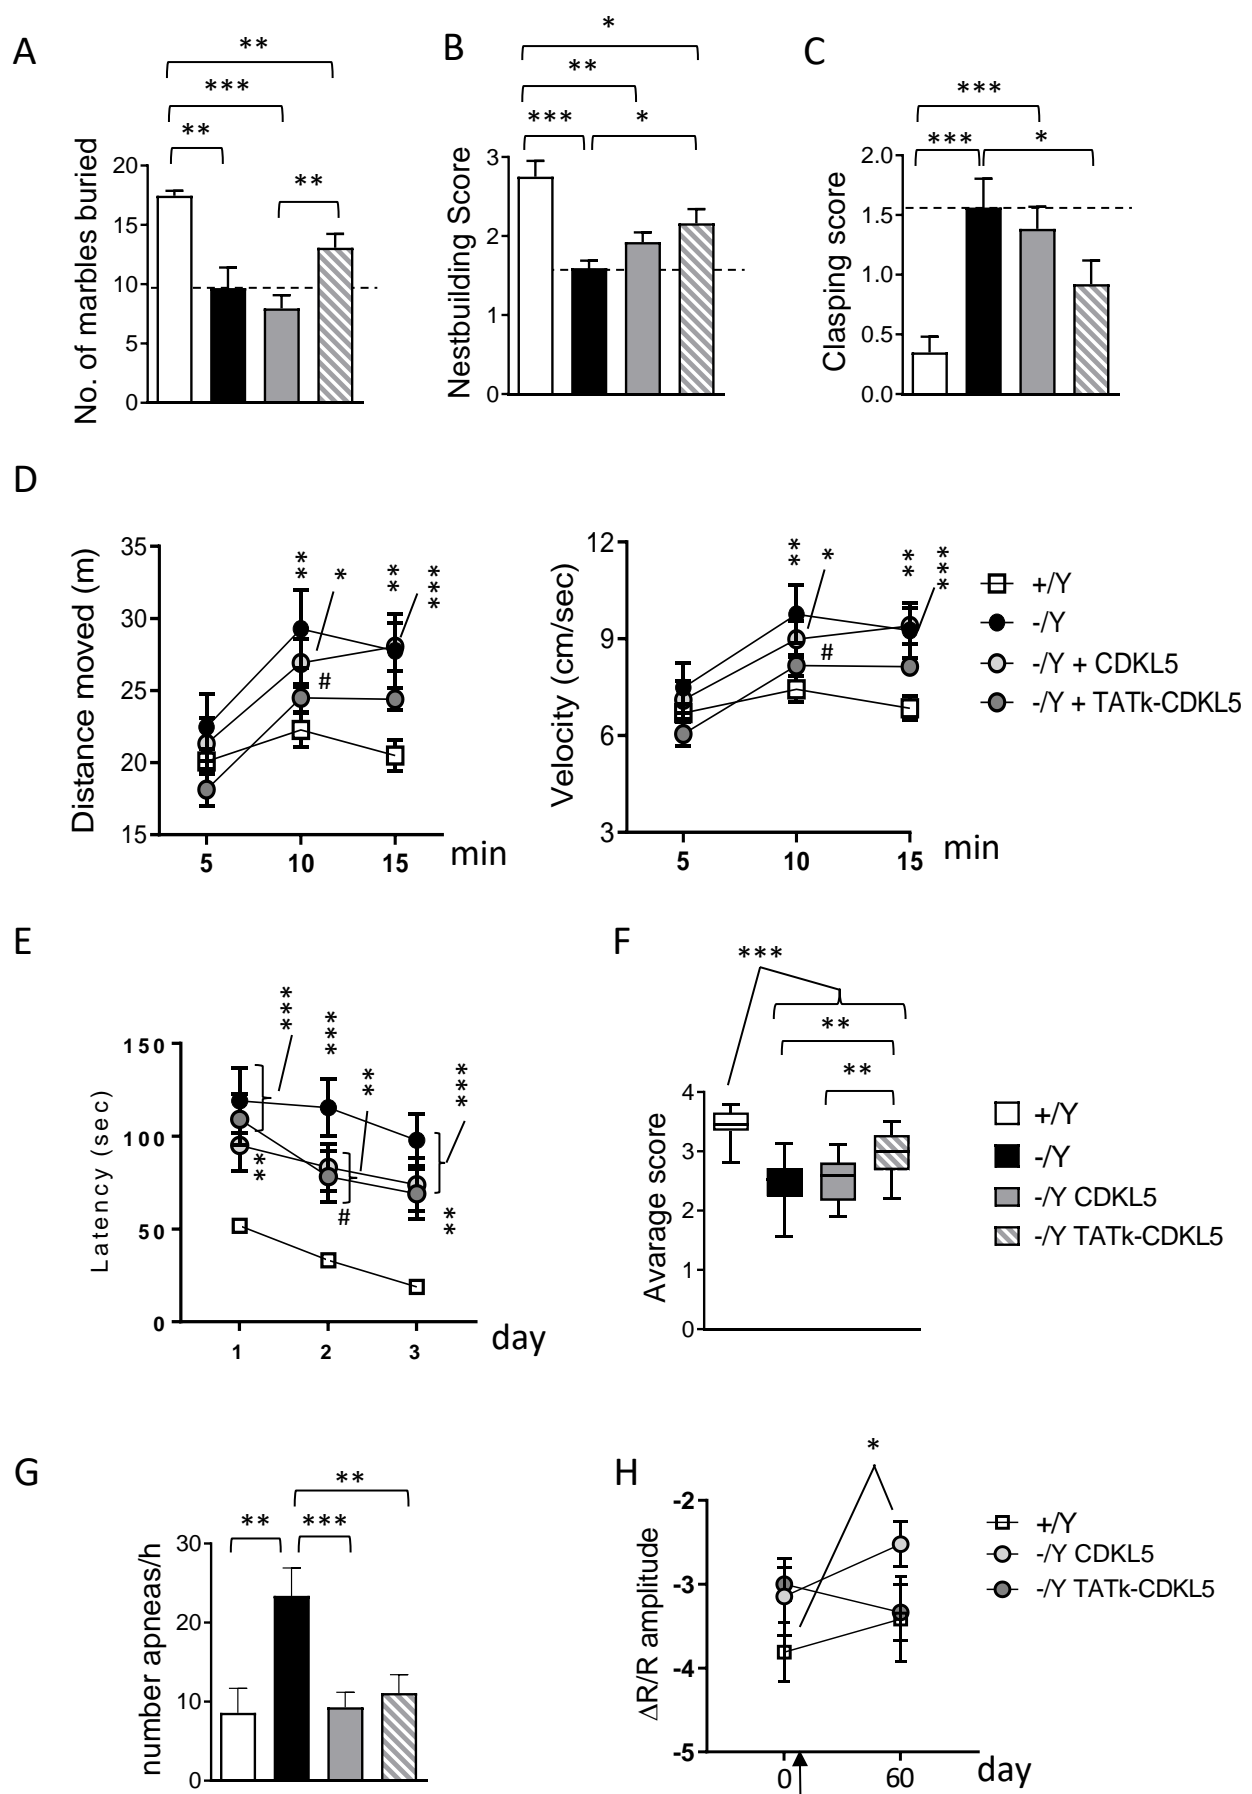 A
**
***
**
**
No. of marbles buried
20
15
10
5
0
B
*
**
***
*
Nestbuilding Score
3
2
1
0
C
***
***
*
Clasping score
2.0
1.5
1.0
0.5
0.0
D
Distance moved (m)
35
30
25
20
15
**
*
**
***
#
5 10 15 min
Velocity (cm/sec)
12
9
6
3
**
*
**
***
#
5 10 15 min
+/Y
-/Y
-/Y + CDKL5
-/Y + TATk-CDKL5
E
Latency (sec)
150
100
50
0
***
***
**
***
**
#
**
1 2 3 day
F
***
**
**
Avarage score
4
3
2
1
0
+/Y
-/Y
-/Y CDKL5
-/Y TATk-CDKL5
G
**
**
***
number apneas/h
30
20
10
0
H
*
ΔR/R amplitude
-2
-3
-4
-5
0 60 day
+/Y
-/Y CDKL5
-/Y TATk-CDKL5